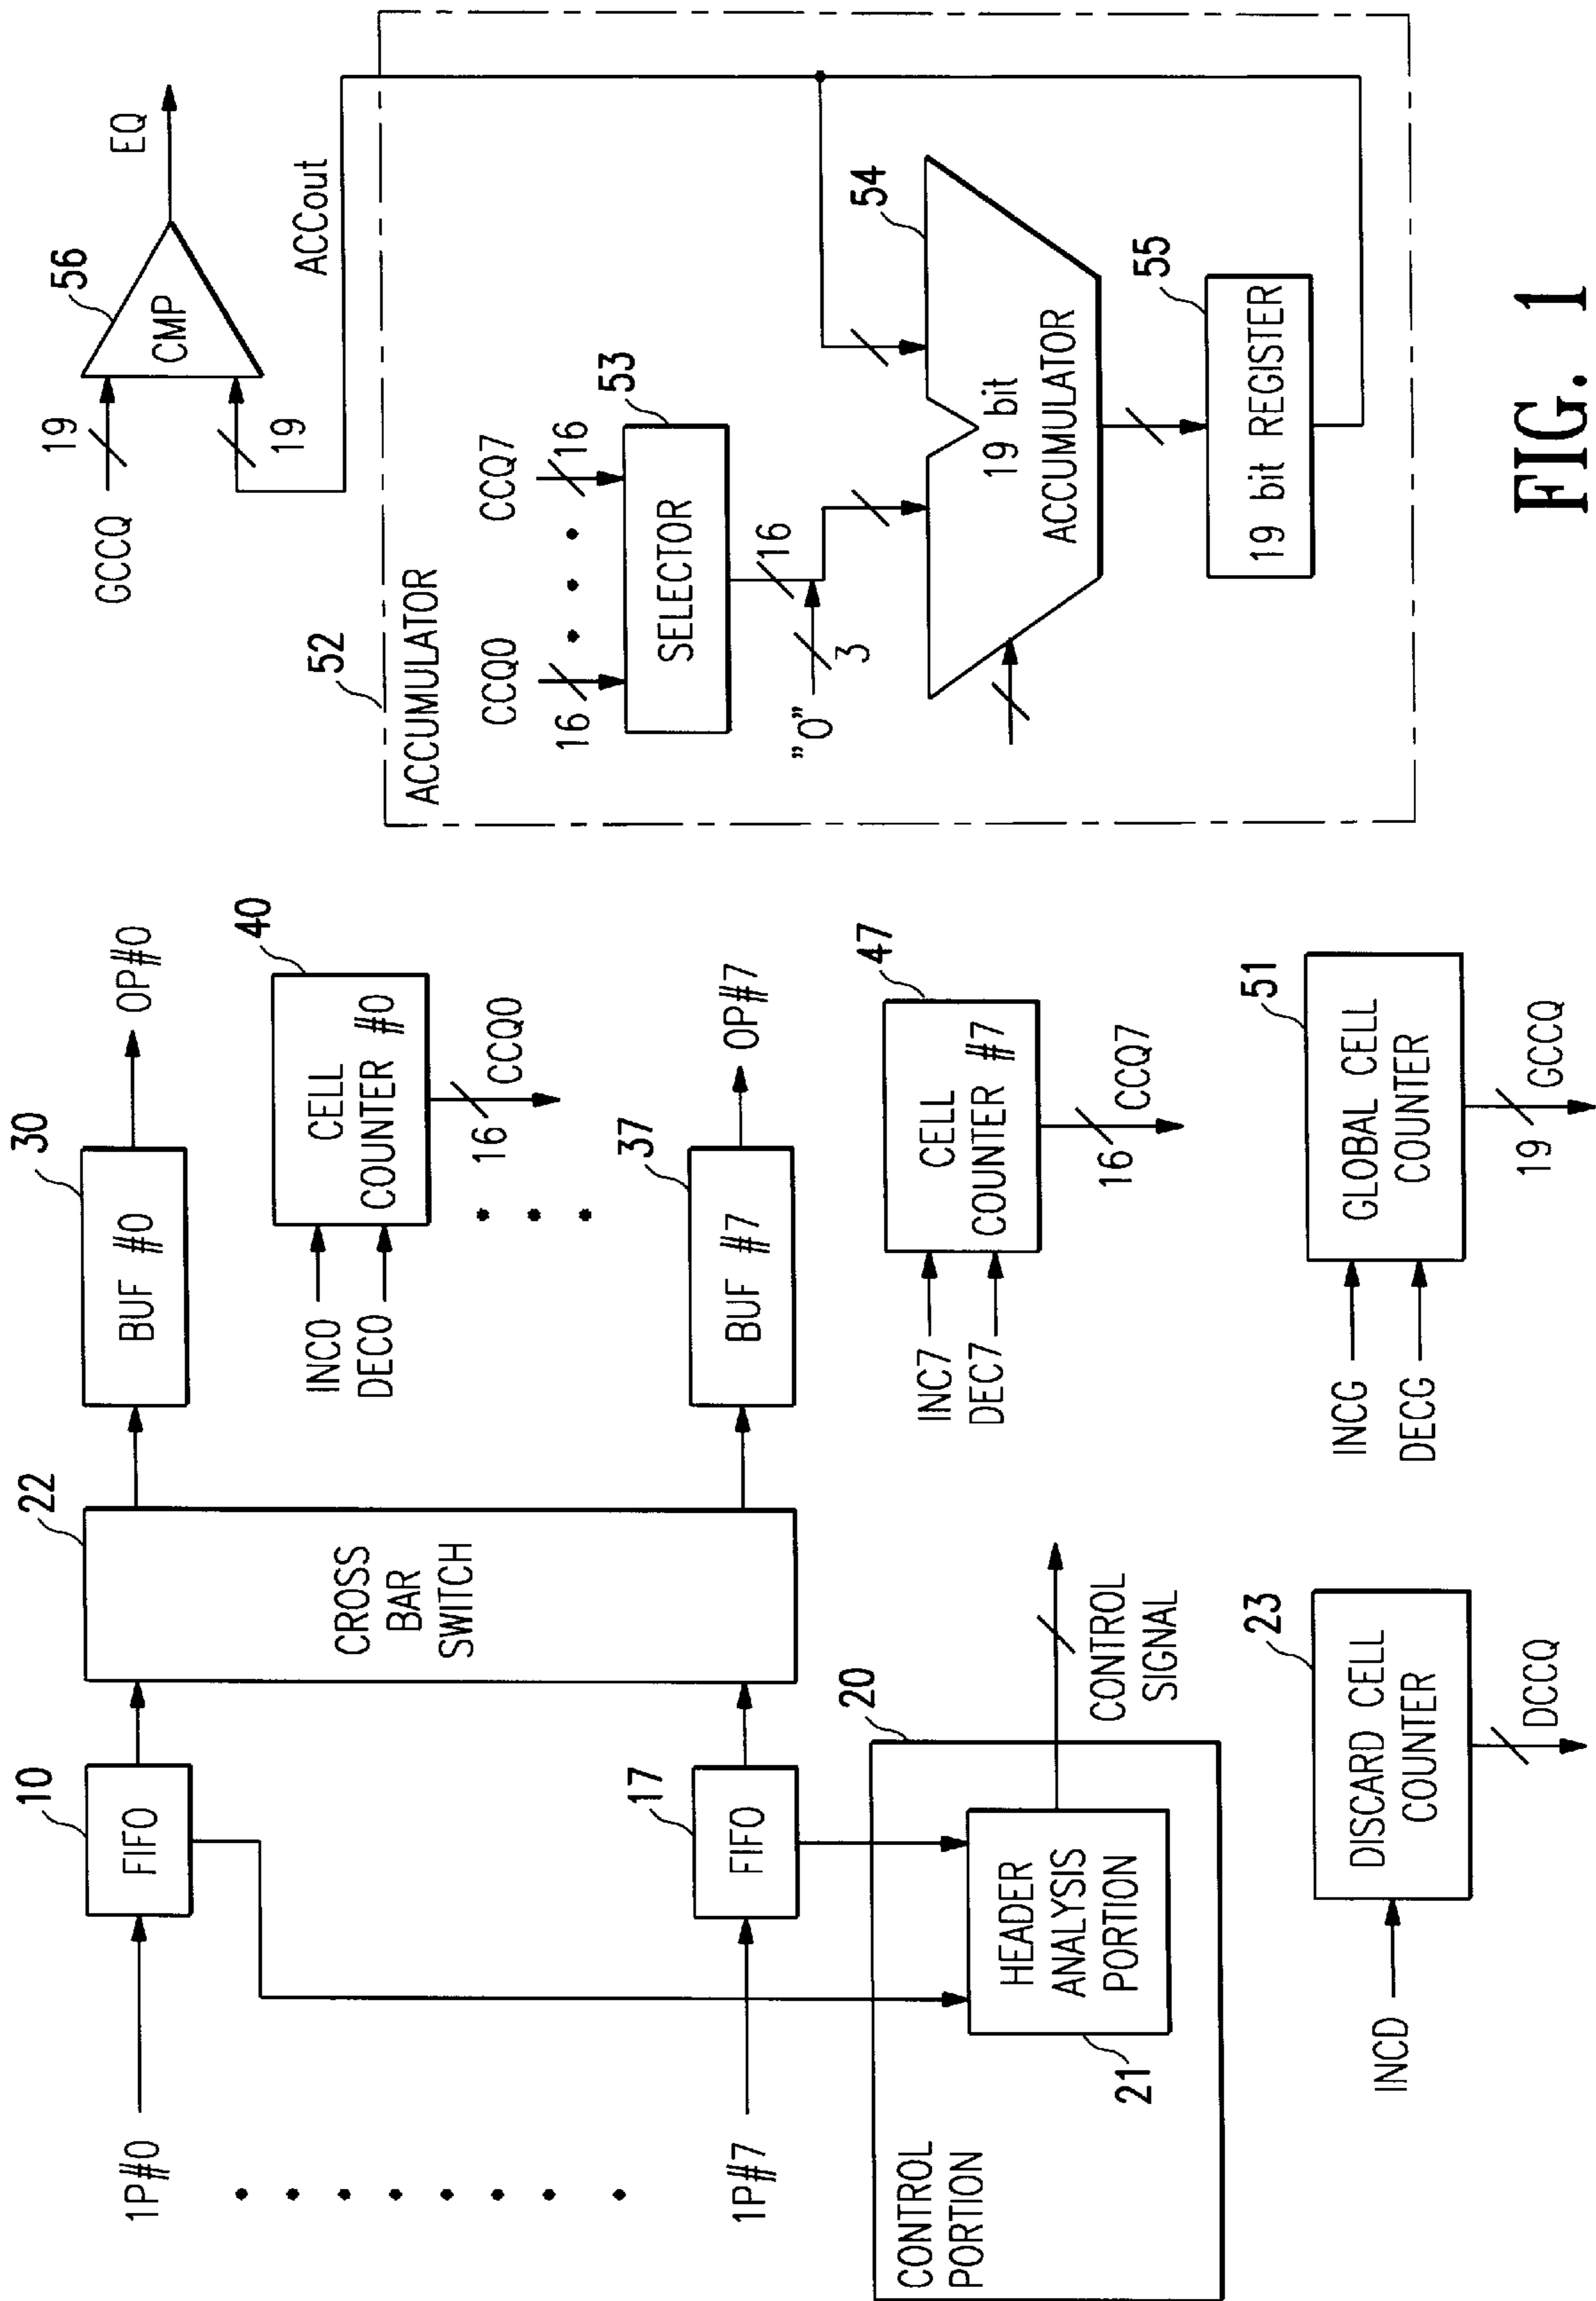 1P#0
10
FIFO
22
CROSS
BAR
SWITCH
30
BUF #0
OP#0
INC0
DEC0
40
CELL
COUNTER #0
16
CCQ0
1P#7
17
FIFO
37
BUF #7
OP#7
CONTROL
PORTION
20
HEADER
ANALYSIS
PORTION
21
CONTROL
SIGNAL
INC7
DEC7
47
CELL
COUNTER #7
16
CCQ7
INCD
23
DISCARD CELL
COUNTER
DCCQ
INCG
DECG
51
GLOBAL CELL
COUNTER
19
GCCQ
GCCQ
19
56
CMP
EQ
19
ACCout
52
ACCUMULATOR
CCQ0
CCQ7
16
16
53
SELECTOR
16
"0"
3
54
19 bit
ACCUMULATOR
55
19 bit REGISTER
FIG. 1